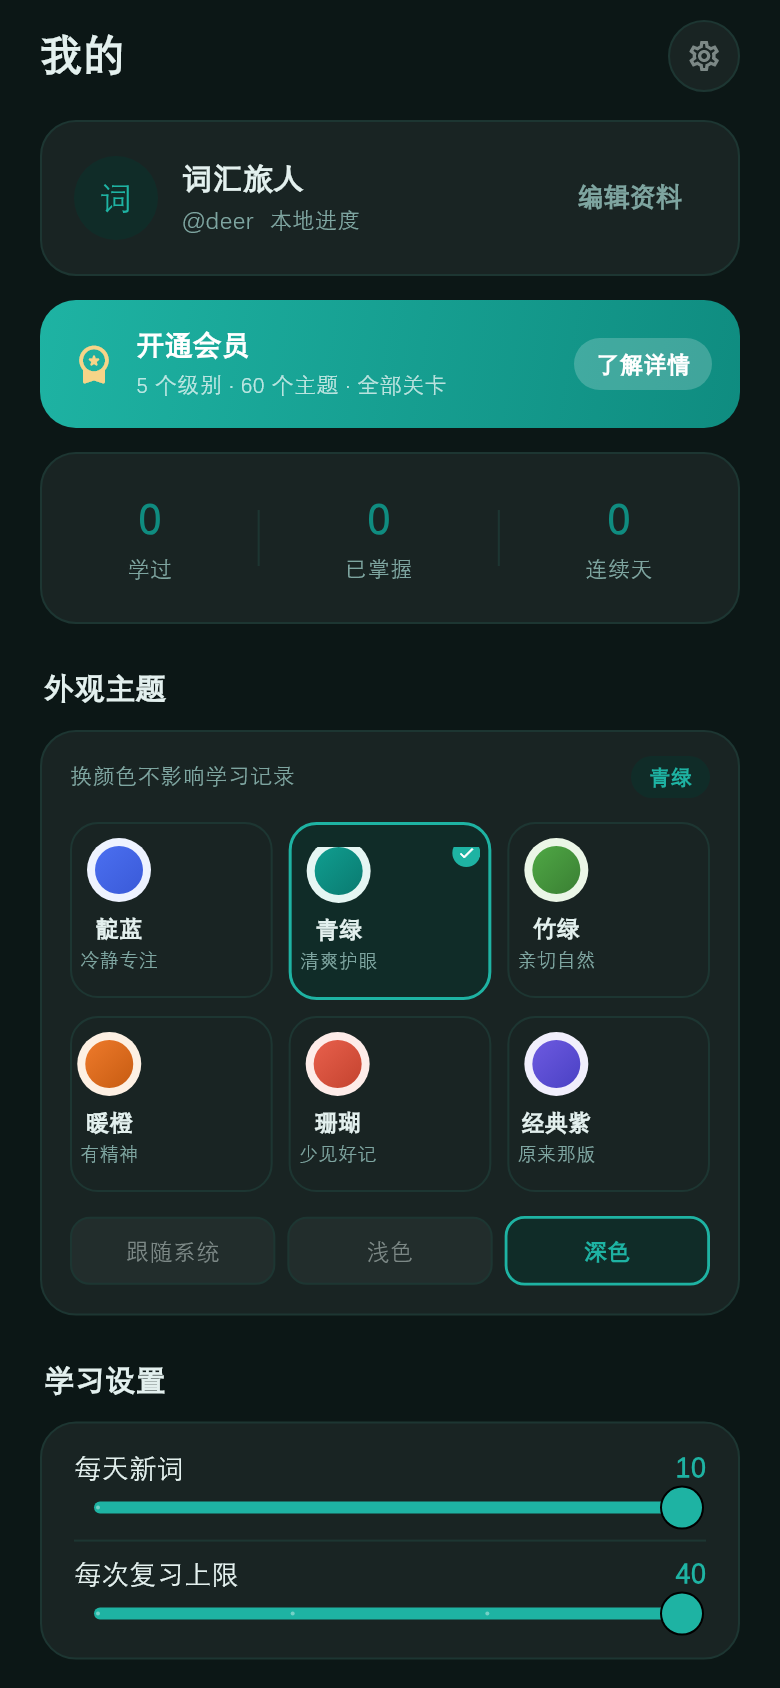 我的
词
词汇旅人
@deer 本地进度
编辑资料
开通会员
5 个级别 · 60 个主题 · 全部关卡
了解详情
0
0
0
学过
已掌握
连续天
外观主题
换颜色不影响学习记录
青绿
靛蓝
冷静专注
青绿
清爽护眼
竹绿
亲切自然
暖橙
有精神
珊瑚
少见好记
经典紫
原来那版
跟随系统
浅色
深色
学习设置
每天新词
10
每次复习上限
40